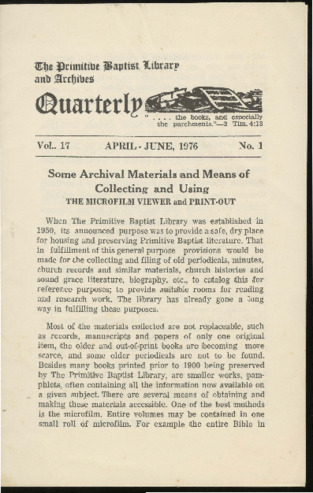 The Primitive Baptist Library
and Archives
Quarterly
".... the books, and especially
the parchments."—2 Tim. 4:13
Vol.. 17 APRIL - JUNE, 1976 No. 1
Some Archival Materials and Means of
Collecting and Using
THE MICROFILM VIEWER and PRINT-OUT
When The Primitive Baptist Library was established in
1950, its announced purpose was to provide a safe, dry place
for housing and preserving Primitive Baptist literature. That
in fulfillment of this general purpose provisions would be
made for the collecting and filing of old periodicals, minutes,
church records and similar materials, church histories and
sound grace literature, biography, etc., to catalog this for
reference purposes; to provide suitable rooms for reading
and research work. The library has already gone a long
way in fulfilling these purposes.
Most of the materials collected are not replaceable, such
as records, manuscripts and papers of only one original
item, the older and out-of-print books are becoming more
scarce, and some older periodicals are not to be found.
Besides many books printed prior to 1900 being preserved
by The Primitive Baptist Library, are smaller works, pam-
phlets, often containing all the information now available on
a given subject. There are several means of obtaining and
making these materials accessible. One of the best methods
is the microfilm. Entire volumes may be contained in one
small roll of microfilm. For example the entire Bible in